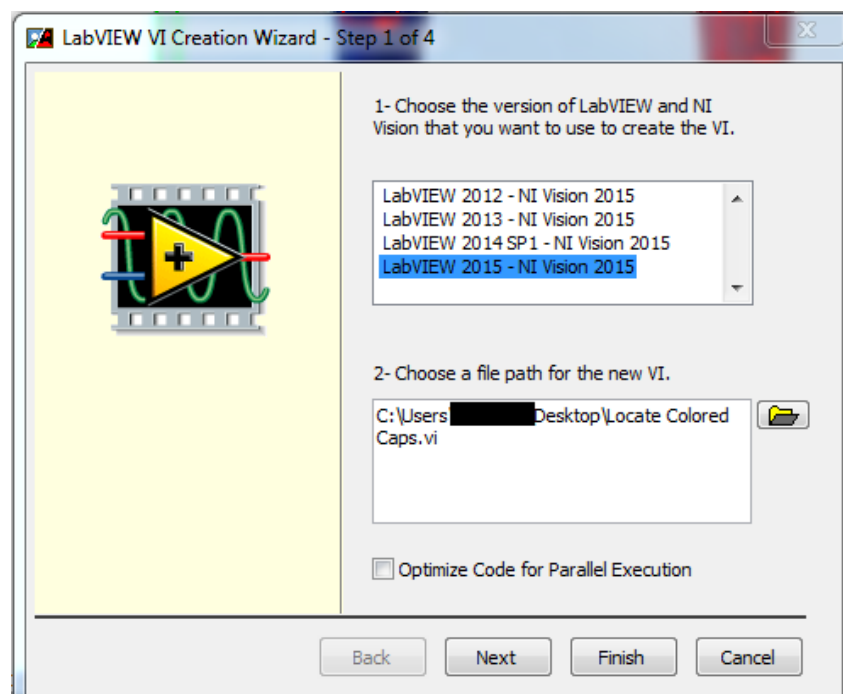 LabVIEW VI Creation Wizard - Step 1 of 4
1- Choose the version of LabVIEW and NI
Vision that you want to use to create the VI.
LabVIEW 2012 - NI Vision 2015
LabVIEW 2013 - NI Vision 2015
LabVIEW 2014 SP1 - NI Vision 2015
LabVIEW 2015 - NI Vision 2015
2- Choose a file path for the new VI.
C:\Users\ Desktop\Locate Colored
Caps.vi
Optimize Code for Parallel Execution
Back Next Finish Cancel